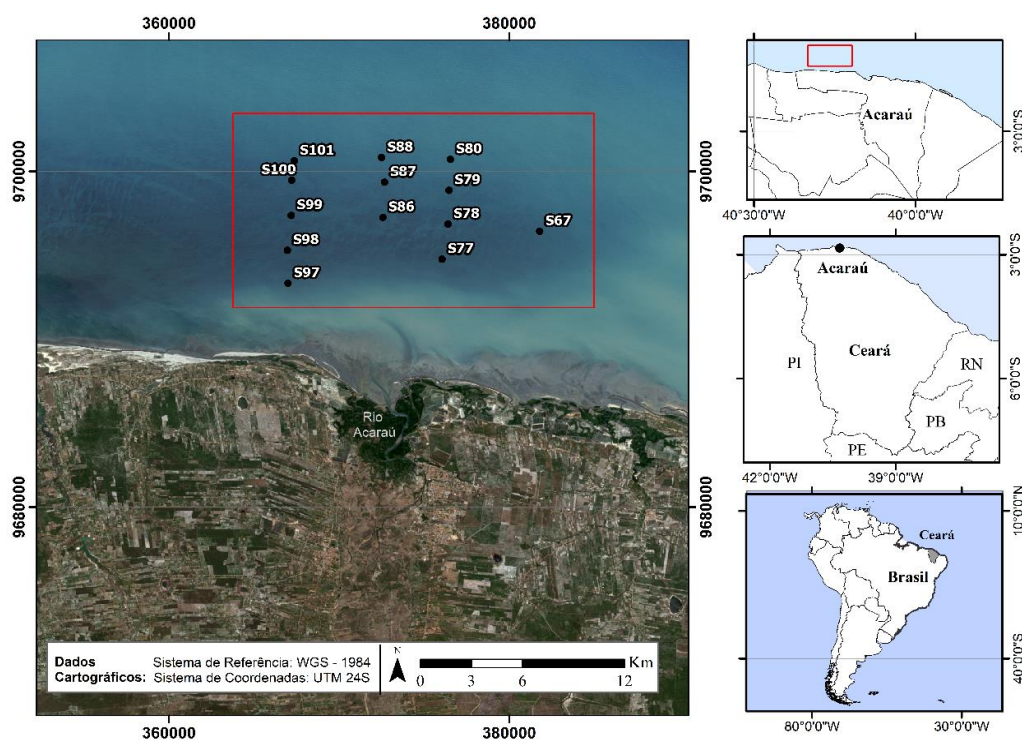 360000
380000
S101
S88
S80
9700000
S100
S87
S79
S99
S86
S78
S67
S98
S77
S97
Rio
Acaraú
9680000
Dados
Cartográficos:
Sistema de Referência: WGS - 1984
Sistema de Coordenadas: UTM 24S
N
Km
0 3 6 12
360000
380000
Acaraú
3°0'0"S
40°30'0"W
40°0'0"W
Acaraú
3°0'0"S
PI
Ceará
RN
6°0'0"S
PB
PE
42°0'0"W
39°0'0"W
10°0'0"N
Ceará
Brasil
40°0'0"S
80°0'0"W
30°0'0"W